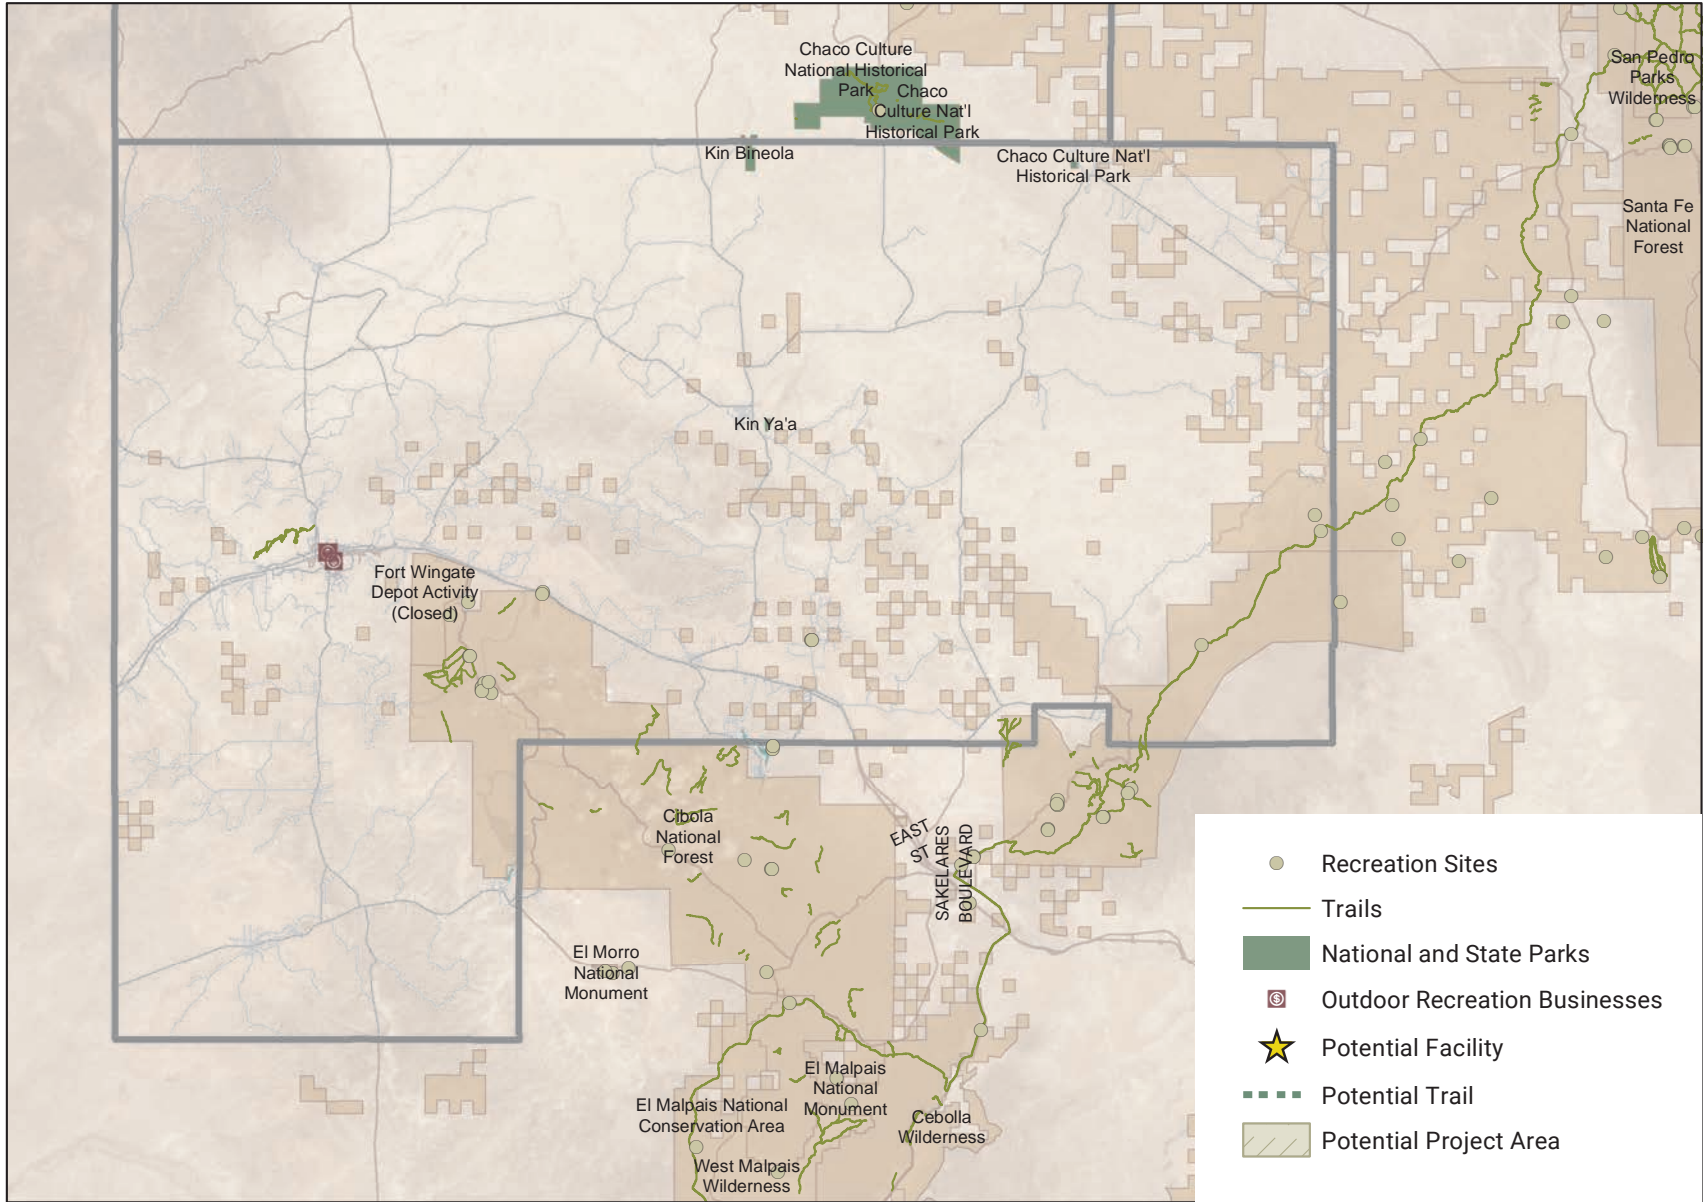 Chaco Culture
National Historical
Park
Chaco
Culture Nat'l
Historical Park
San Pedro
Parks
Wilderness
Kin Bineola
Chaco Culture Nat'l
Historical Park
Santa Fe
National
Forest
Kin Ya'a
Fort Wingate
Depot Activity
(Closed)
Cibola
National
Forest
EAST
ST
SAKELARES
BOULEVARD
El Morro
National
Monument
El Malpais
National
Monument
El Malpais National
Conservation Area
Cebolla
Wilderness
West Malpais
Wilderness
Recreation Sites
Trails
National and State Parks
Outdoor Recreation Businesses
Potential Facility
Potential Trail
Potential Project Area